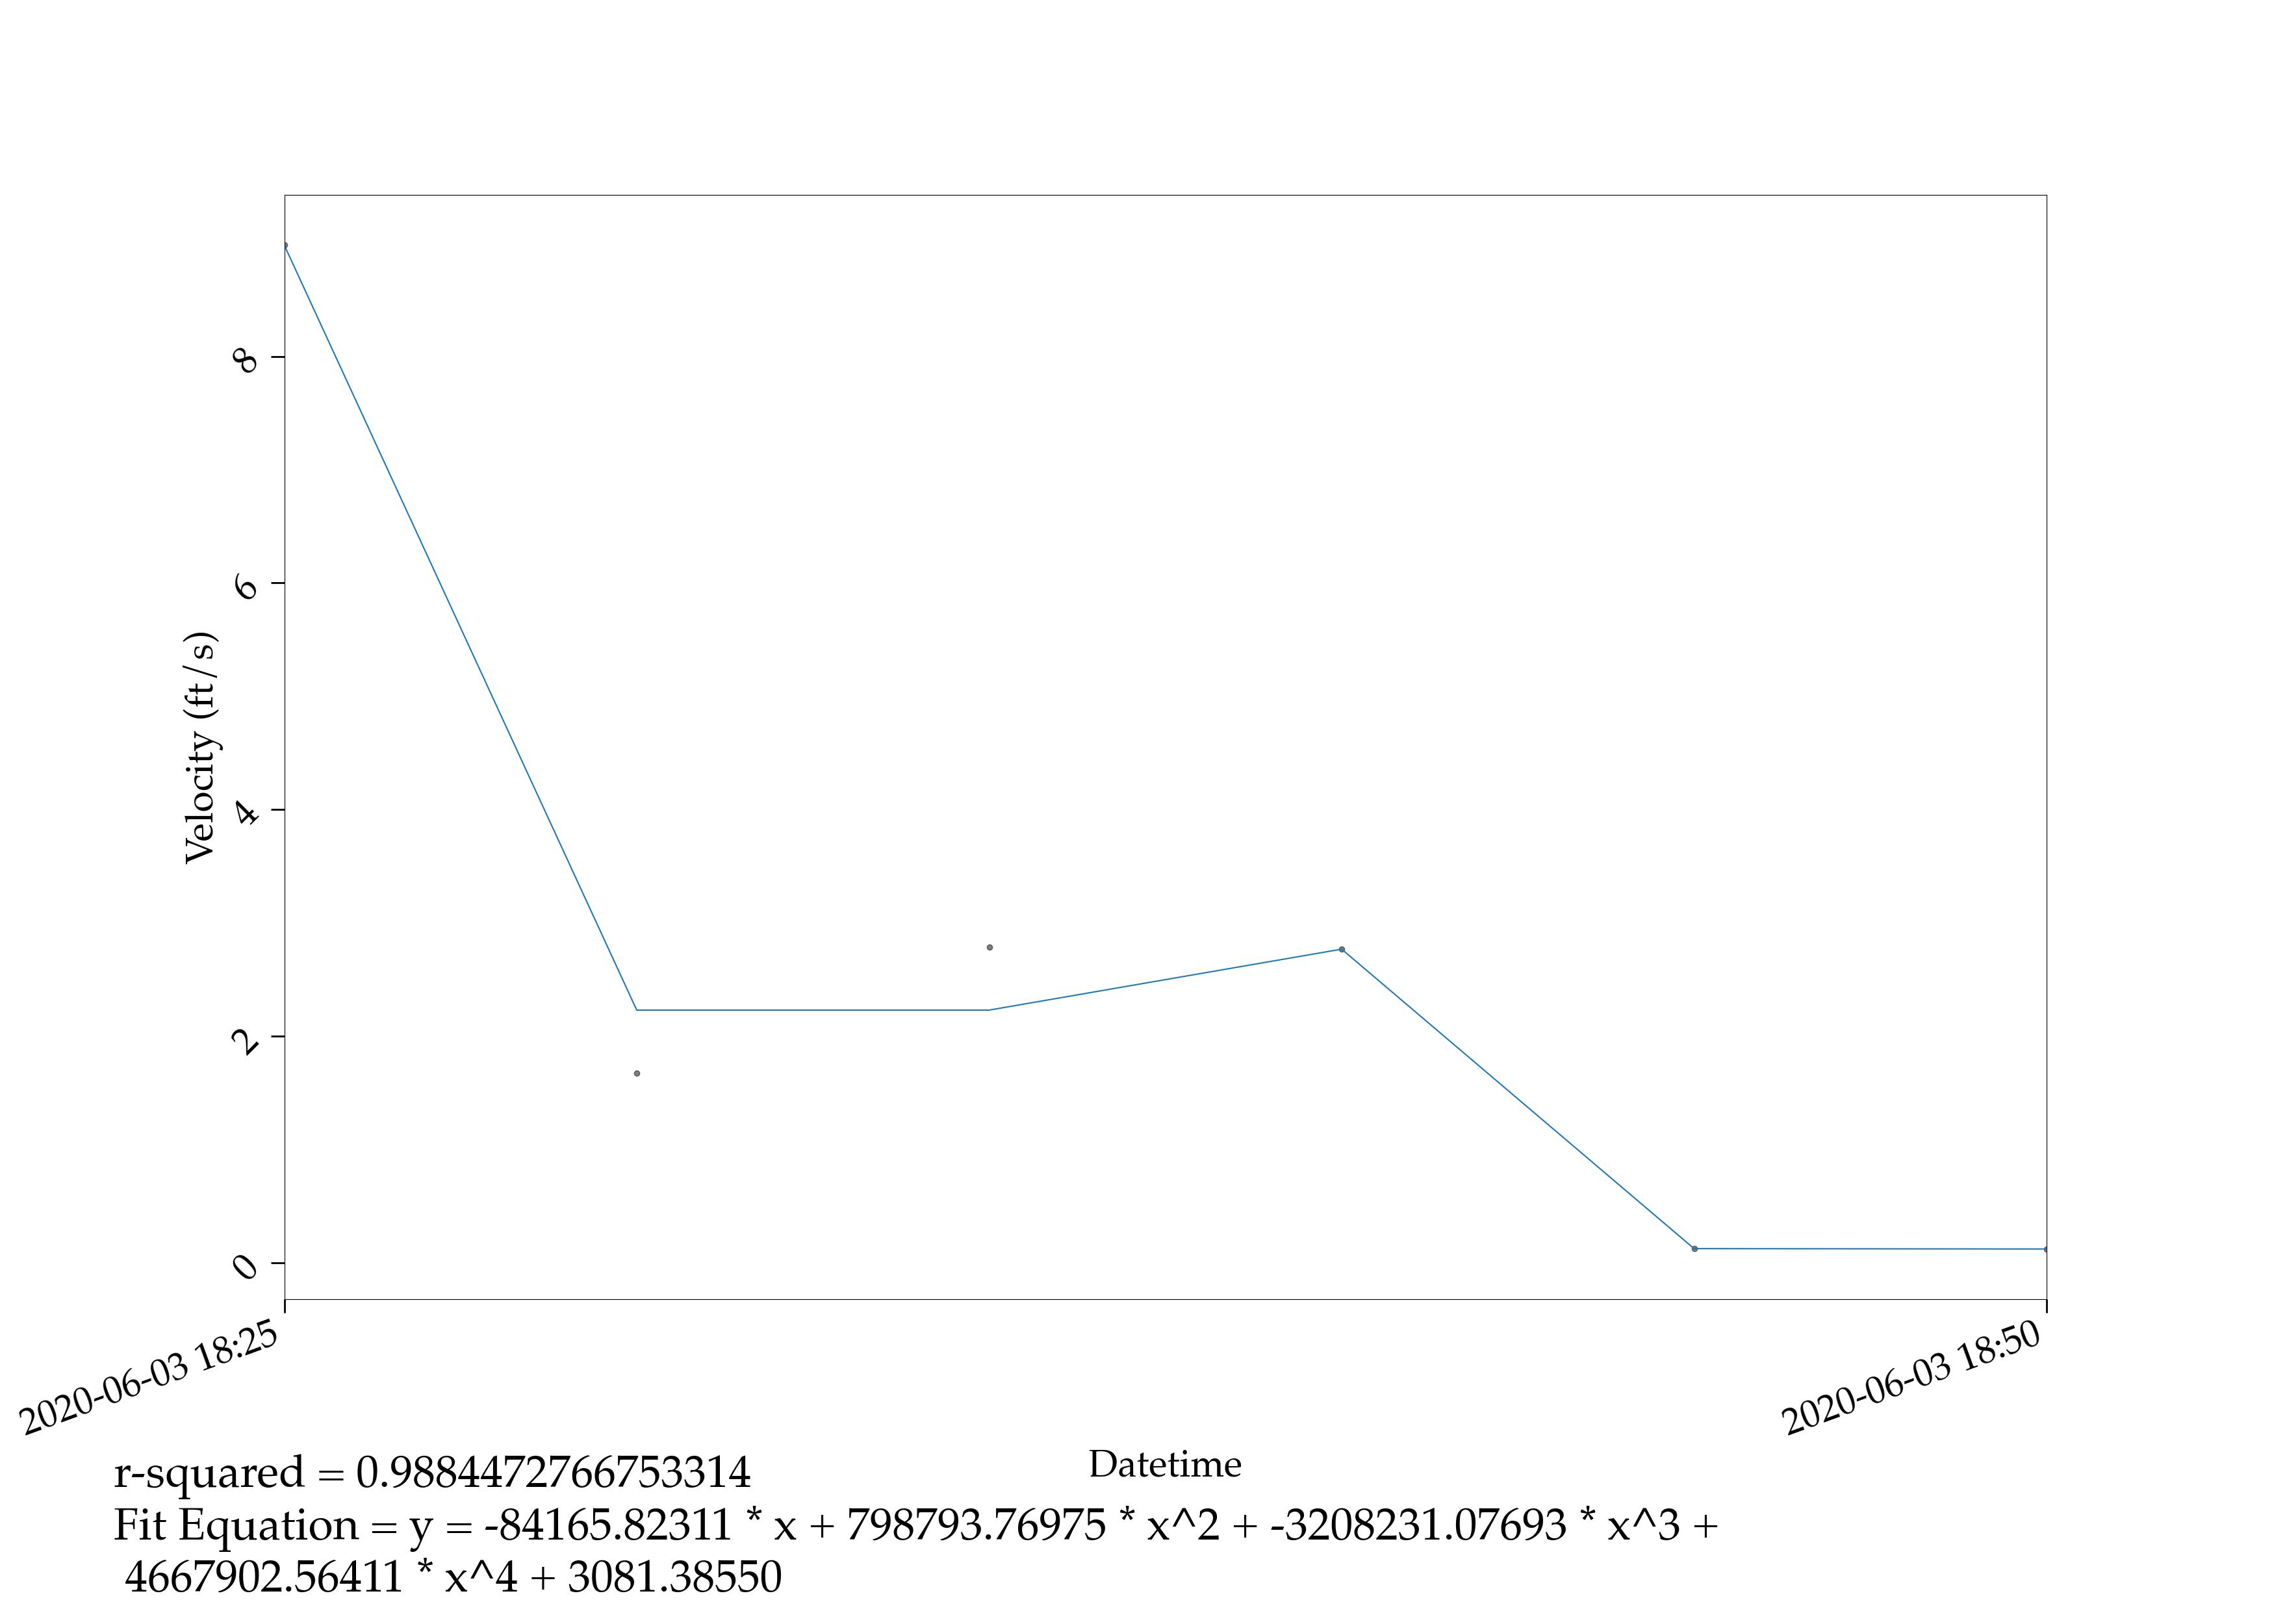 8
6
4
2
0
Velocity (ft/s)
2020-06-03 18:25
2020-06-03 18:50
Datetime
r-squared = 0.9884472766753314
Fit Equation = y = -84165.82311 * x + 798793.76975 * x^2 + -3208231.07693 * x^3 +
4667902.56411 * x^4 + 3081.38550